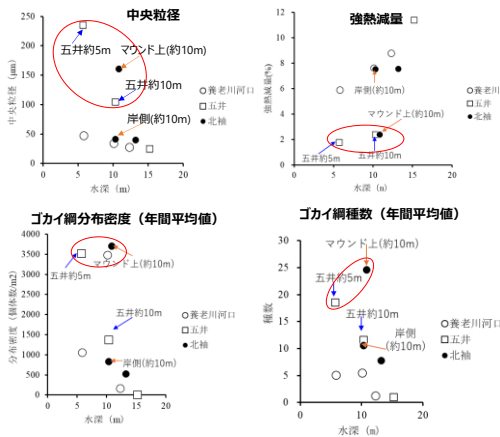 中央粒径
250
200
150
100
50
0
中央粒径 (μm)
0
5
10
15
20
水深 (m)
五井約5m
マウンド上(約10m)
五井約10m
岸側(約10m)
養老川河口
五井
北袖
強熱減量
12
10
8
6
4
2
0
強熱減量(%)
0
5
10
15
20
水深 (m)
岸側(約10m)
マウンド上(約10m)
五井約5m
五井約10m
養老川河口
五井
北袖
ゴカイ綱分布密度（年間平均値）
4000
3500
3000
2500
2000
1500
1000
500
0
分布密度 (個体数/m2)
0
5
10
15
20
水深 (m)
マウンド上(約10m)
五井約5m
五井約10m
岸側(約10m)
養老川河口
五井
北袖
ゴカイ綱種数（年間平均値）
30
25
20
15
10
5
0
種数
0
10
20
水深 (m)
マウンド上(約10m)
五井約5m
五井約10m
岸側
(約10m)
養老川河口
五井
北袖